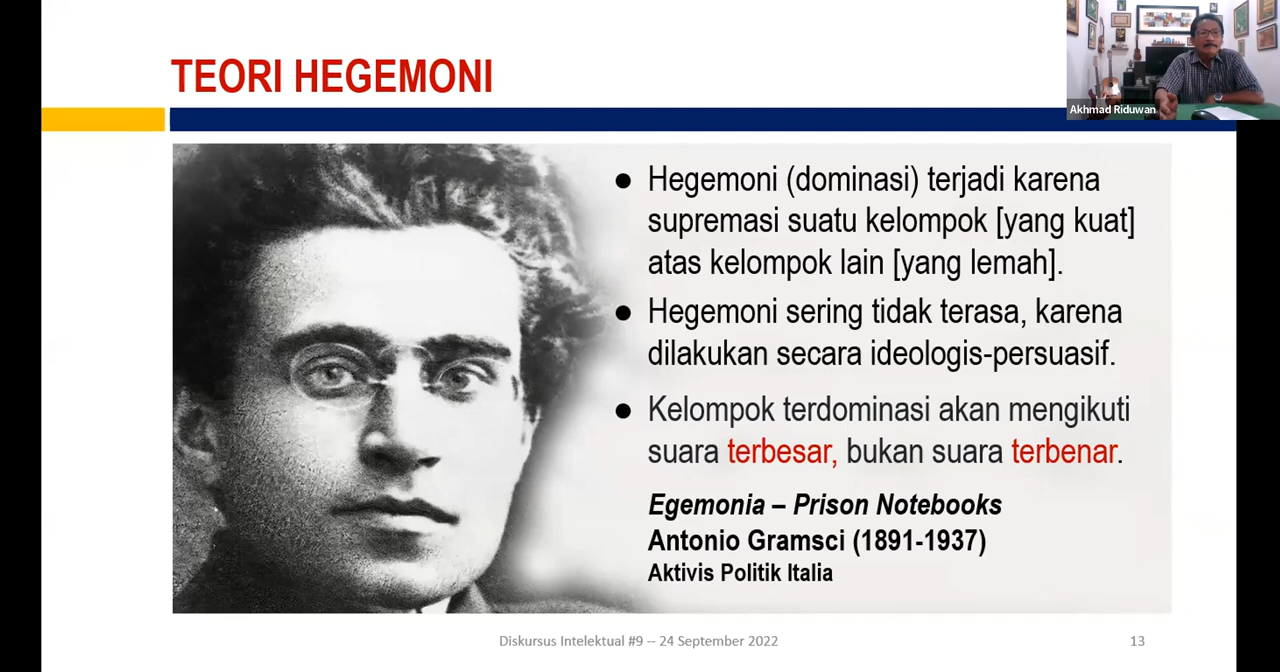 TEORI HEGEMONI
Akhmad Riduwan
● Hegemoni (dominasi) terjadi karena
supremasi suatu kelompok [yang kuat]
atas kelompok lain [yang lemah].
● Hegemoni sering tidak terasa, karena
dilakukan secara ideologis-persuasif.
● Kelompok terdominasi akan mengikuti
suara terbesar, bukan suara terbenar.
Egemonia – Prison Notebooks
Antonio Gramsci (1891-1937)
Aktivis Politik Italia
Diskursus Intelektual #9 -- 24 September 2022
13